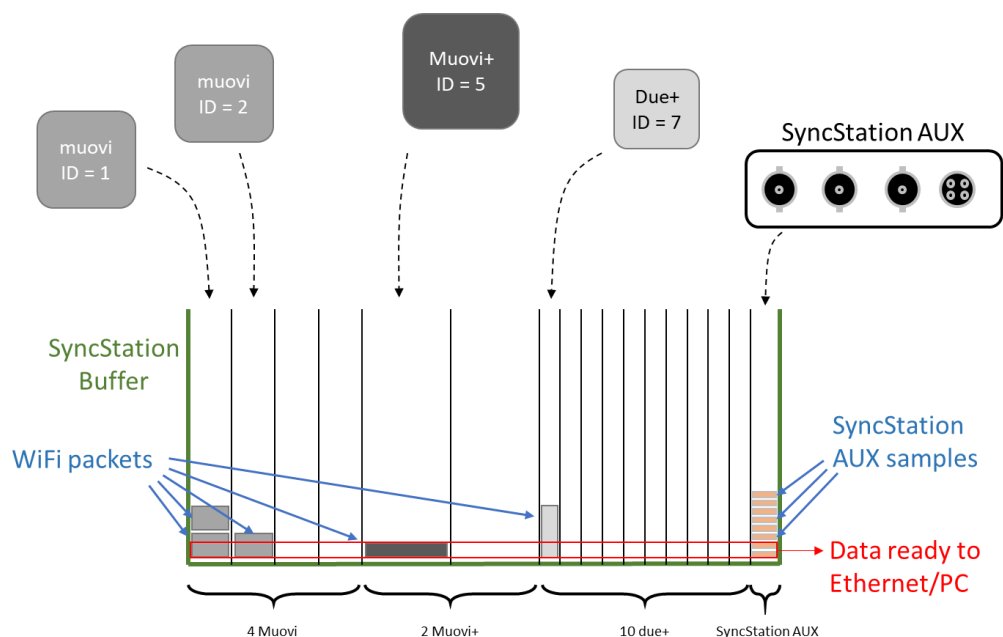 muovi
ID = 1
muovi
ID = 2
Muovi+
ID = 5
Due+
ID = 7
SyncStation AUX
SyncStation
Buffer
WiFi packets
SyncStation
AUX samples
Data ready to
Ethernet/PC
4 Muovi
2 Muovi+
10 due+
SyncStation AUX